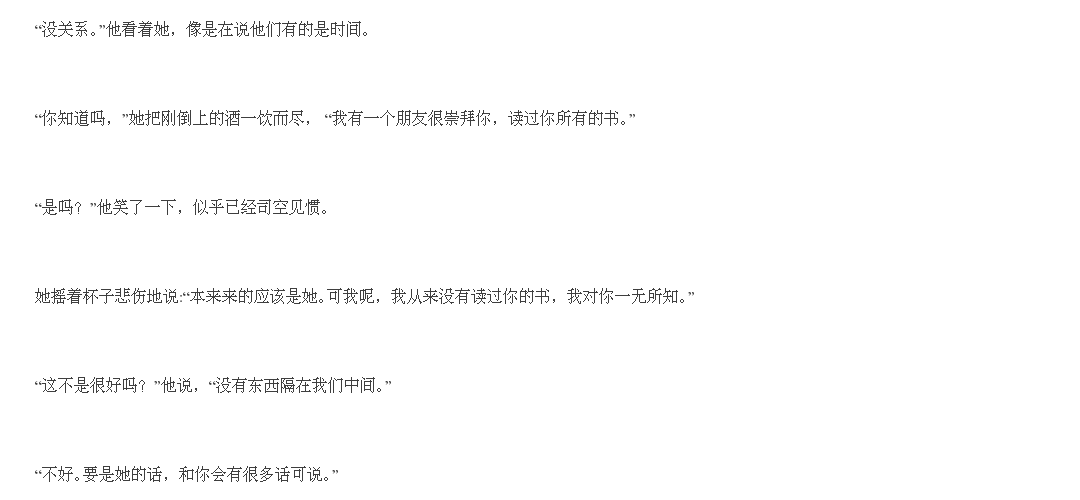 “没关系。”他看着她，像是在说他们有的是时间。
“你知道吗，”她把刚倒上的酒一饮而尽， “我有一个朋友很崇拜你，读过你所有的书。”
“是吗？”他笑了一下，似乎已经司空见惯。
她摇着杯子悲伤地说:“本来来的应该是她。可我呢，我从来没有读过你的书，我对你一无所知。”
“这不是很好吗？”他说，“没有东西隔在我们中间。”
“不好。要是她的话，和你会有很多话可说。”